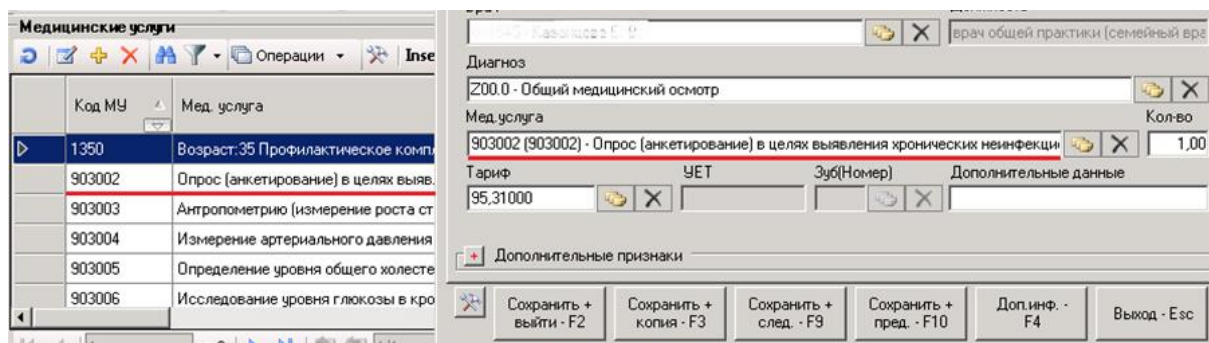 Медицинские услуги
Операции
Inse
Код МУ
Мед. услуга
1350
Возраст:35 Профилактическое компл
903002
Опрос (анкетирование) в целях выяв.
903003
Антропометрию (измерение роста ст
903004
Измерение артериального давления
903005
Определение уровня общего холесте
903006
Исследование уровня глюкозы в кро
врач общей практики (семейный вра
Диагноз
Z00.0 - Общий медицинский осмотр
Мед.услуга
Кол-во
903002 (903002) - Опрос (анкетирование) в целях выявления хронических неинфекци
1,00
Тариф
УЕТ
Зуб(Номер)
Дополнительные данные
95,31000
Дополнительные признаки
Сохранить +
выйти - F2
Сохранить +
копия - F3
Сохранить +
след. - F9
Сохранить +
пред. - F10
Доп.инф. -
F4
Выход - Esc